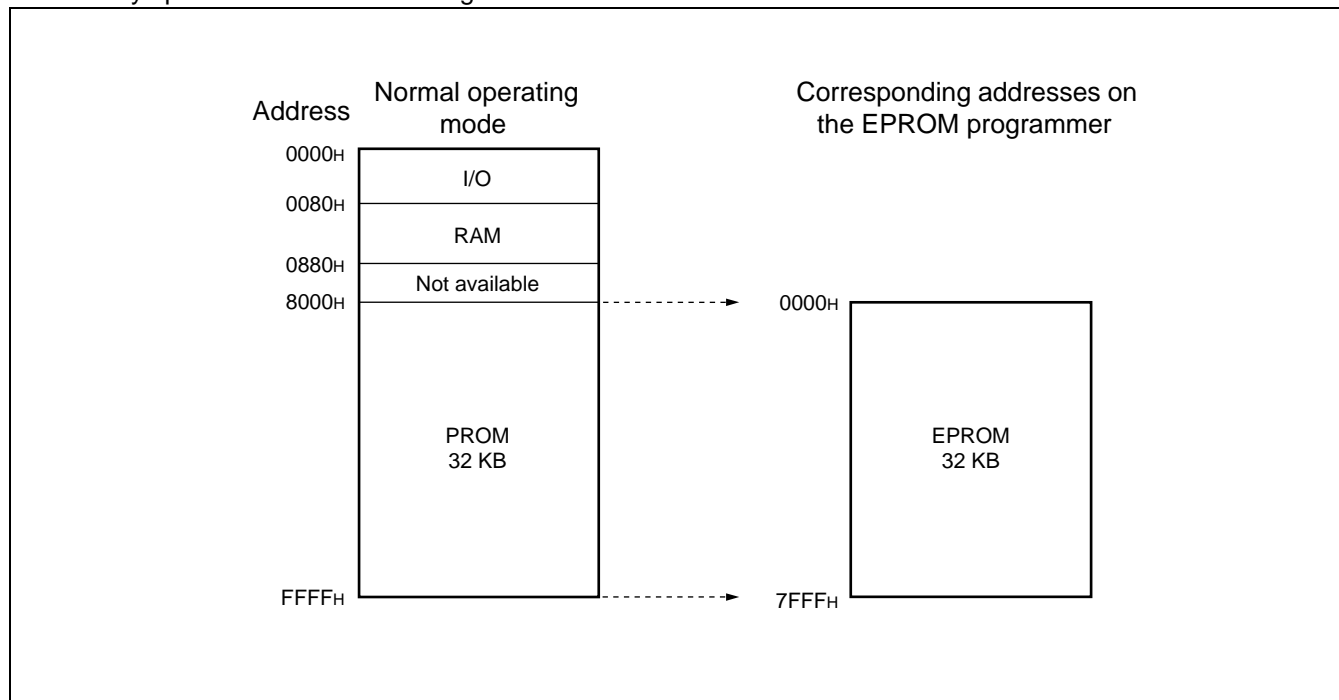 Address
Normal operating
mode
Corresponding addresses on
the EPROM programmer
0000H
I/O
0080H
RAM
0880H
Not available
8000H
0000H
PROM
32 KB
EPROM
32 KB
FFFFH
7FFFH